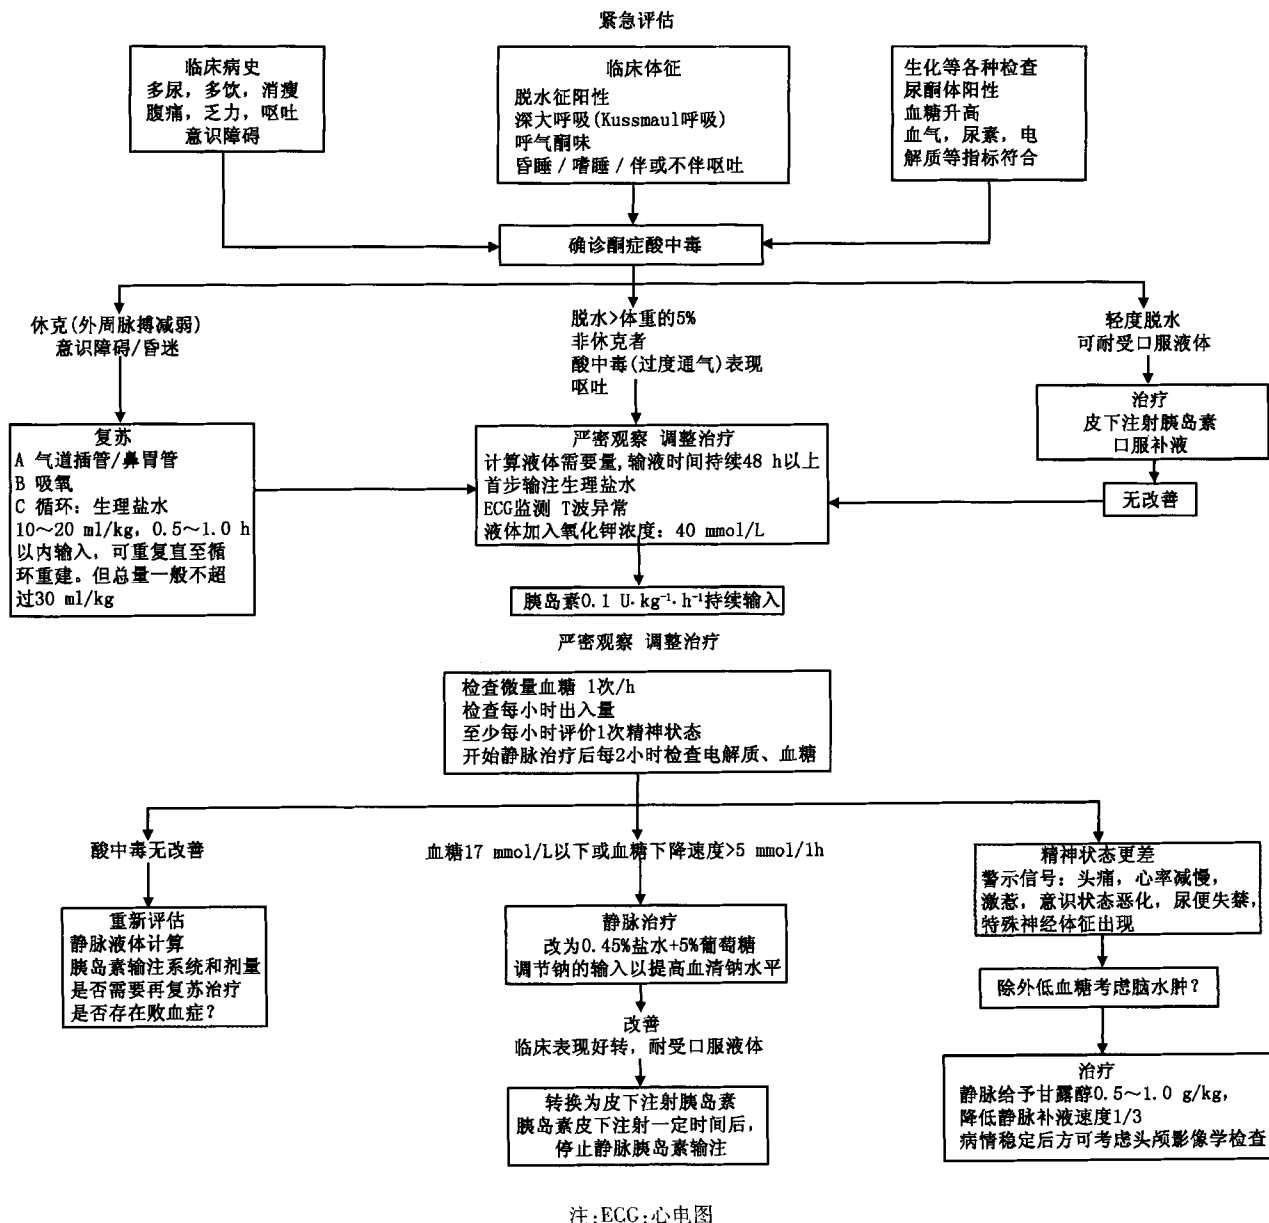 紧急评估
临床病史
多尿，多饮，消瘦
腹痛，乏力，呕吐
意识障碍
临床体征
脱水征阳性
深大呼吸(Kussmaul呼吸)
呼气酮味
昏睡/嗜睡/伴或不伴呕吐
生化等各种检查
尿酮体阳性
血糖升高
血气，尿素，电
解质等指标符合
确诊酮症酸中毒
休克(外周脉搏减弱)
意识障碍/昏迷
脱水>体重的5%
非休克者
酸中毒(过度通气)表现
呕吐
轻度脱水
可耐受口服液体
复苏
A 气道插管/鼻胃管
B 吸氧
C 循环：生理盐水
10～20 ml/kg，0.5～1.0 h
以内输入，可重复直至循
环重建。但总量一般不超
过30 ml/kg
严密观察 调整治疗
计算液体需要量,输液时间持续48 h以上
首步输注生理盐水
ECG监测 T波异常
液体加入氧化钾浓度：40 mmol/L
治疗
皮下注射胰岛素
口服补液
无改善
胰岛素0.1 U·kg⁻¹·h⁻¹持续输入
严密观察 调整治疗
检查微量血糖 1次/h
检查每小时出入量
至少每小时评价1次精神状态
开始静脉治疗后每2小时检查电解质、血糖
酸中毒无改善
血糖17 mmol/L以下或血糖下降速度>5 mmol/1h
精神状态更差
警示信号：头痛，心率减慢，
激惹，意识状态恶化，尿便失禁，
特殊神经体征出现
重新评估
静脉液体计算
胰岛素输注系统和剂量
是否需要再复苏治疗
是否存在败血症？
静脉治疗
改为0.45%盐水+5%葡萄糖
调节钠的输入以提高血清钠水平
除外低血糖考虑脑水肿？
改善
临床表现好转，耐受口服液体
转换为皮下注射胰岛素
胰岛素皮下注射一定时间后，
停止静脉胰岛素输注
治疗
静脉给予甘露醇0.5～1.0 g/kg，
降低静脉补液速度1/3
病情稳定后方可考虑头颅影像学检查
注:ECG:心电图